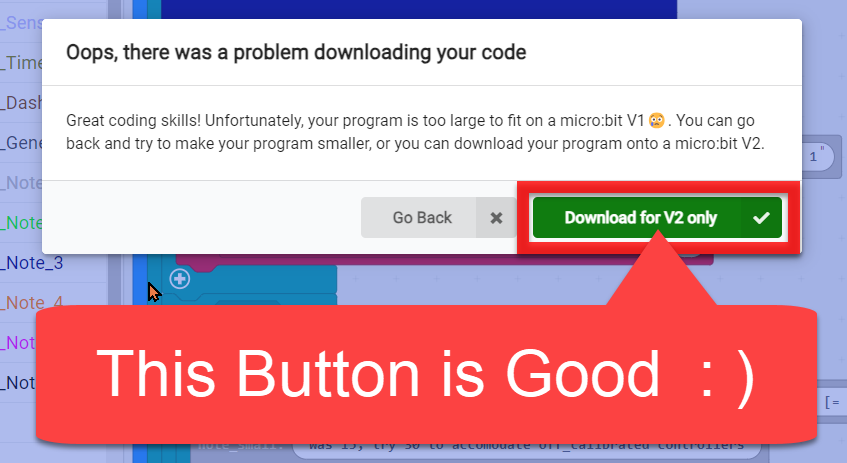 _Sens
Oops, there was a problem downloading your code
_Time
_Dash
Great coding skills! Unfortunately, your program is too large to fit on a micro:bit V1 😢. You can go
back and try to make your program smaller, or you can download your program onto a micro:bit V2.
_Gene
1"
_Note
_Note
Go Back
Download for V2 only
_Note_3
_Note_4
_Not
This Button is Good : )
_Not
[=
note_small: was 15, try 30 to accomodate off_calibrated controllers